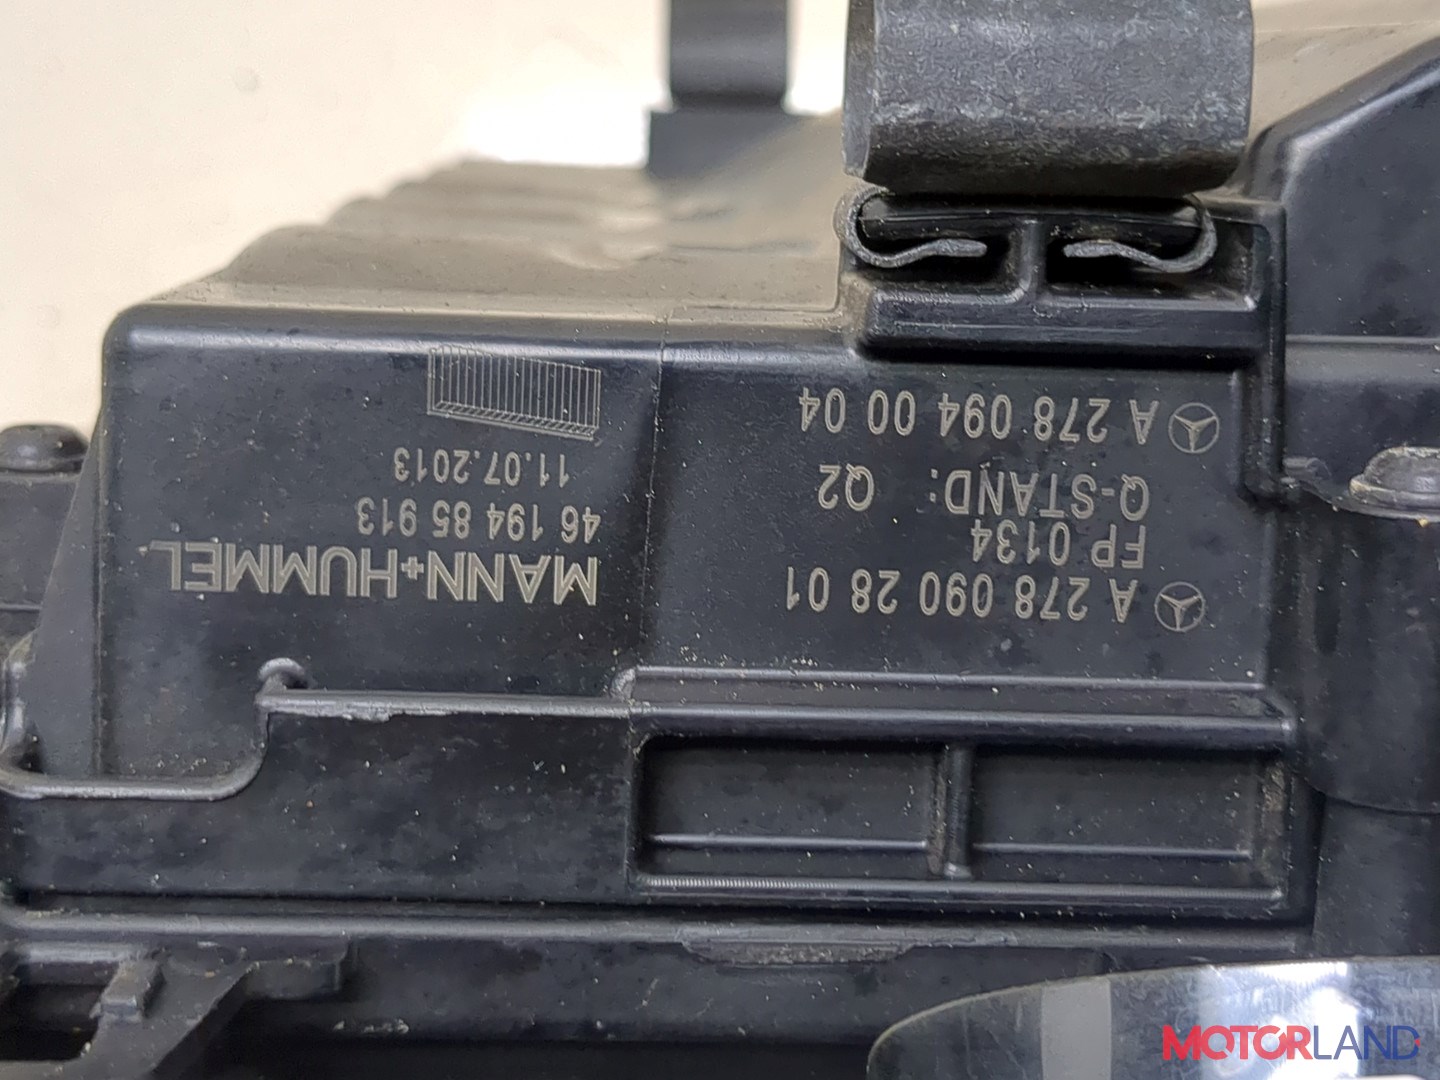 A 278 090 28 01
FP 0134
Q-STAND: Q2
A 278 094 00 04
MANN+HUMMEL
46 194 85 913
11.07.2013
MOTORLAND